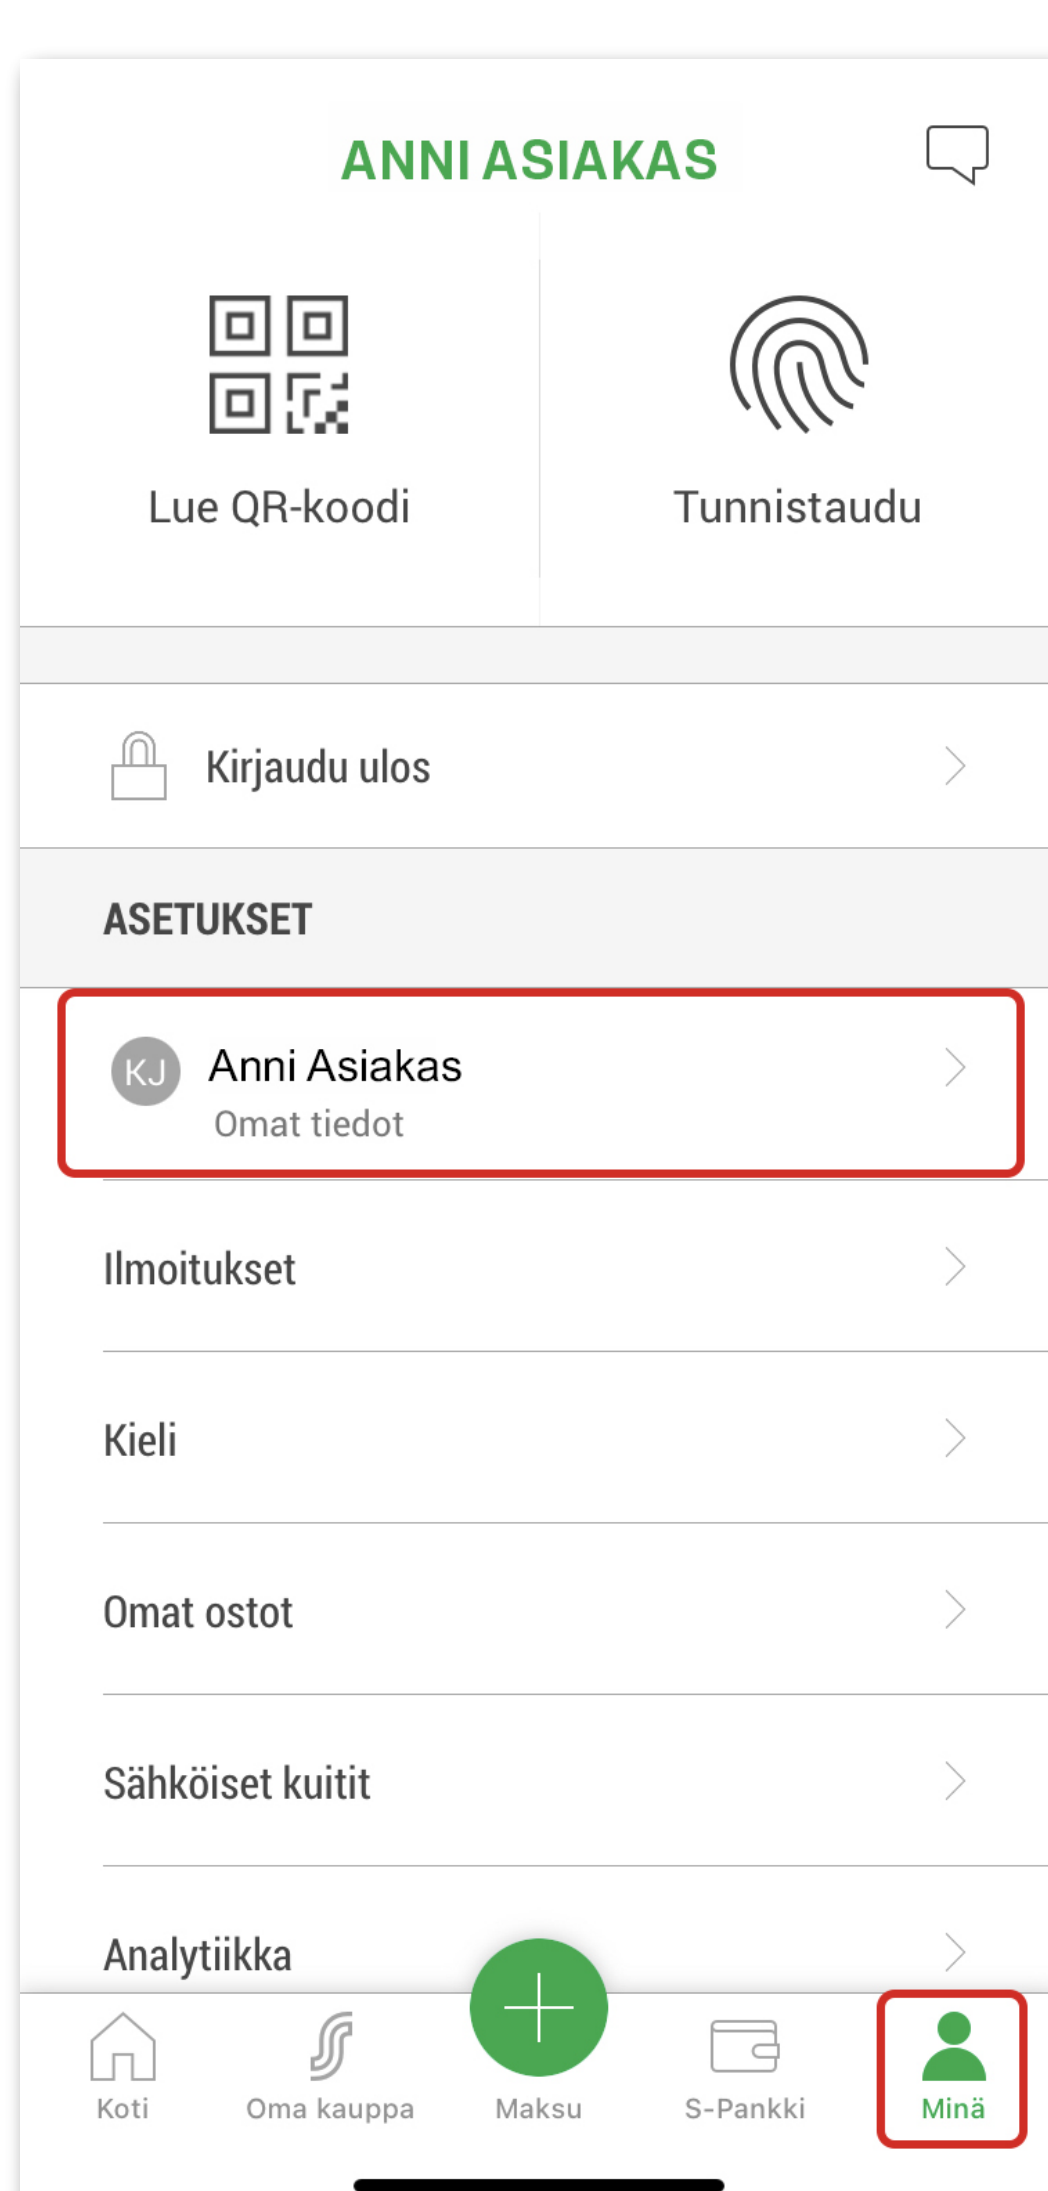 ANNI ASIAKAS
Lue QR-koodi
Tunnistaudu
Kirjaudu ulos
ASETUKSET
KJ
Anni Asiakas
Omat tiedot
Ilmoitukset
Kieli
Omat ostot
Sähköiset kuitit
Analytiikka
Koti
Oma kauppa
Maksu
S-Pankki
Minä